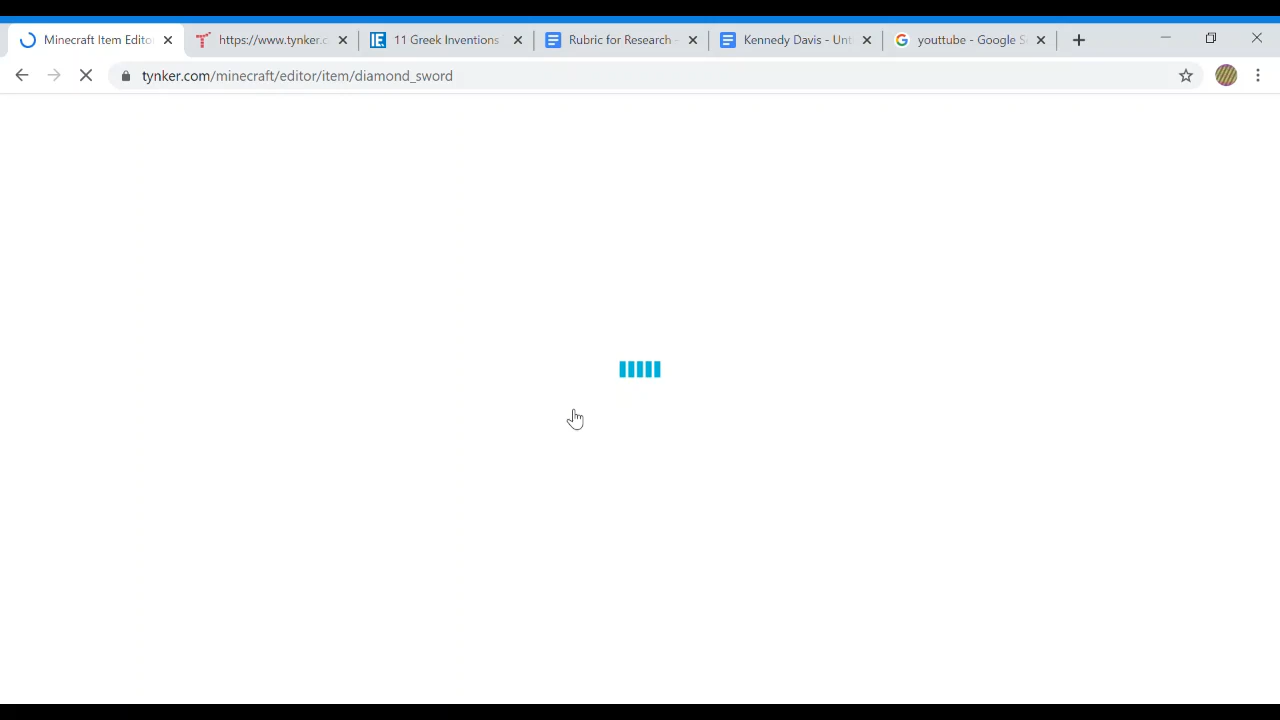 Minecraft Item Edito
https://www.tynker.c
11 Greek Inventions
Rubric for Research -
Kennedy Davis - Unt
yourttube - Google S
tynker.com/minecraft/editor/item/diamond_sword